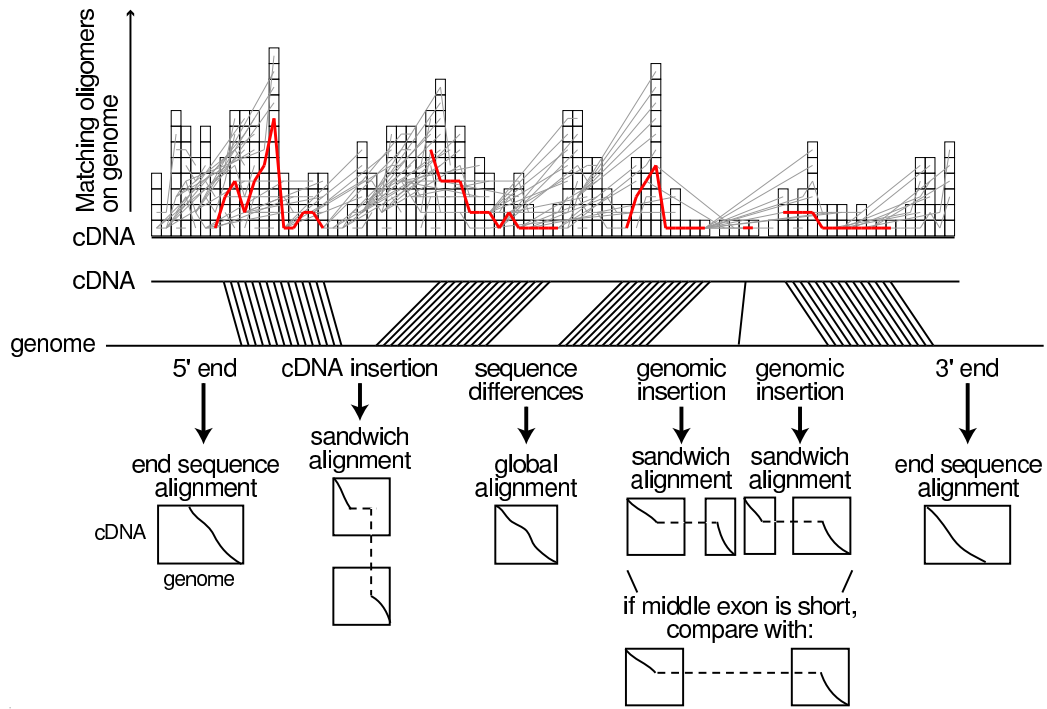 Matching oligomers
on genome
cDNA
cDNA
genome
5' end
cDNA insertion
sequence
differences
genomic
insertion
genomic
insertion
3' end
end sequence
alignment
sandwich
alignment
global
alignment
sandwich
alignment
sandwich
alignment
end sequence
alignment
cDNA
genome
if middle exon is short,
compare with: